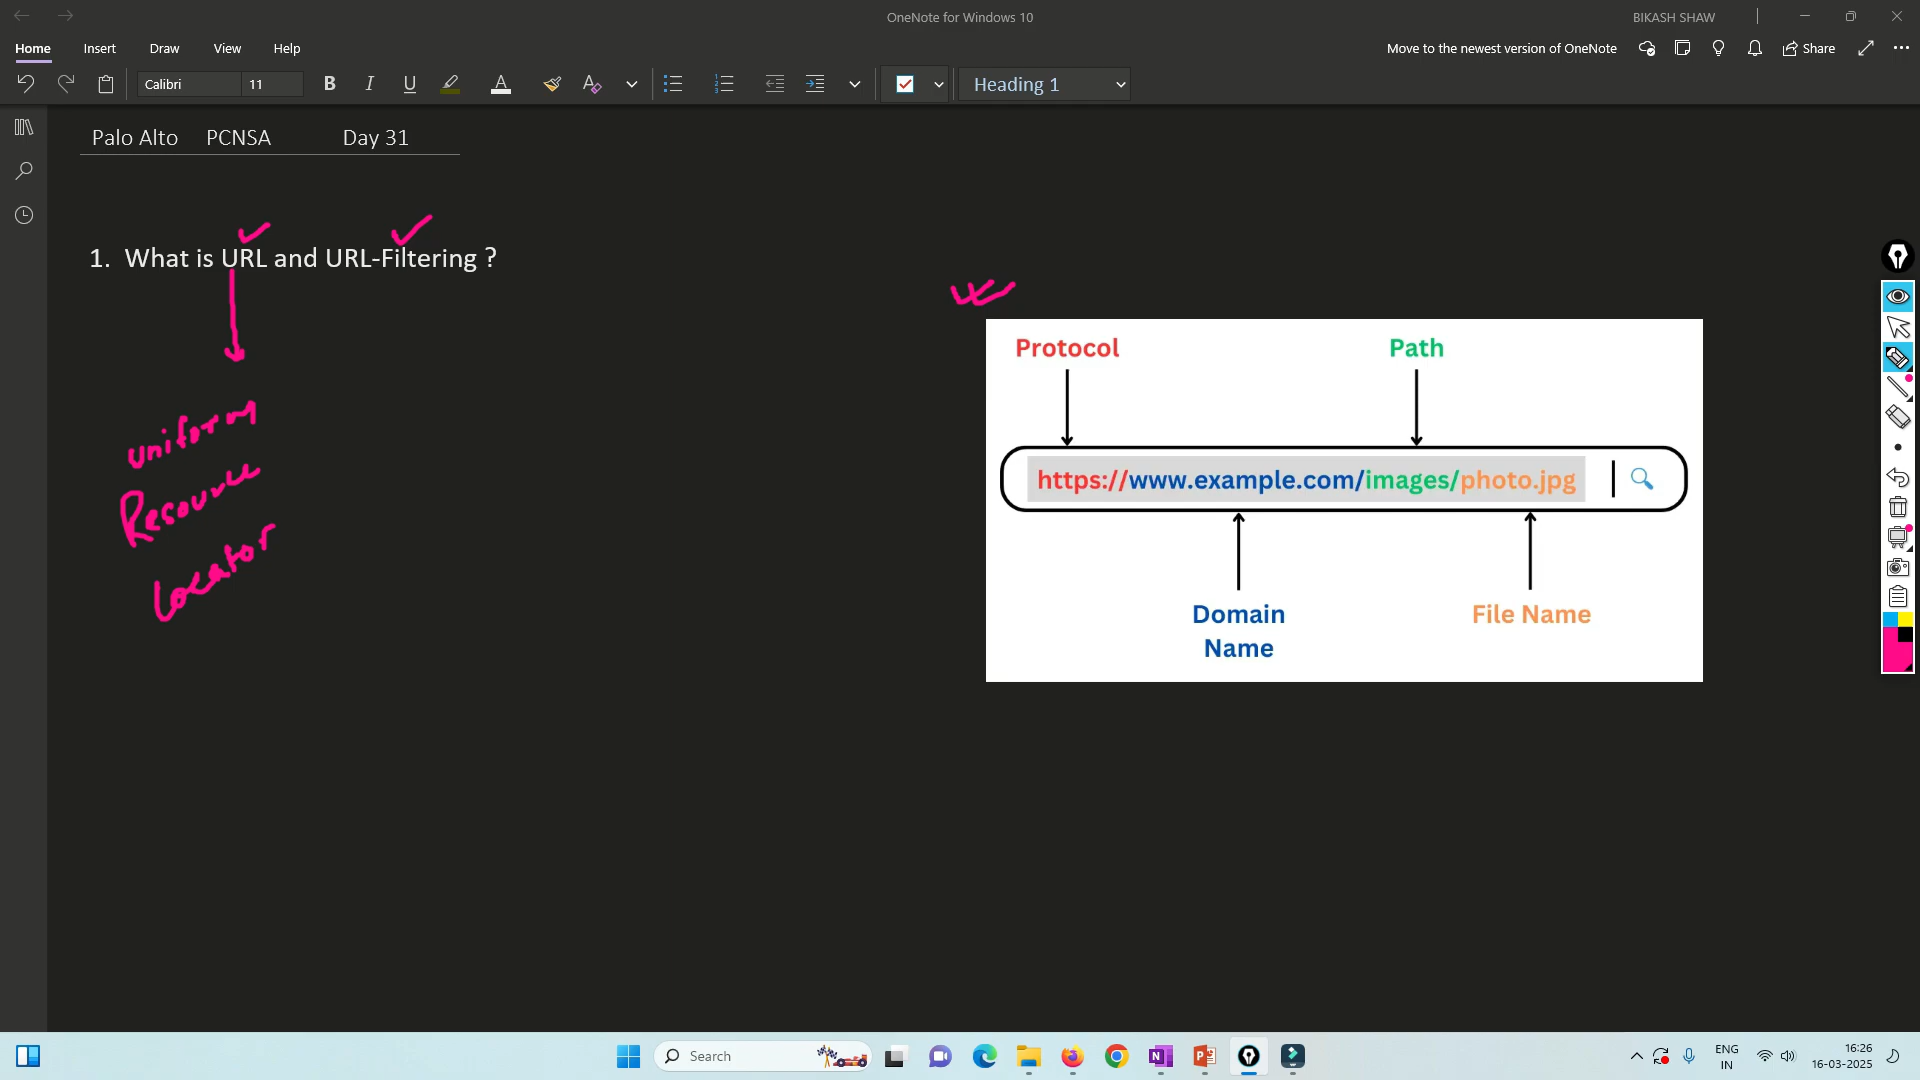 OneNote for Windows 10
BIKASH SHAW
Home Insert Draw View Help
Move to the newest version of OneNote
Share
Calibri 11
B I U A
Heading 1
Palo Alto PCNSA Day 31
1. What is URL and URL-Filtering ?
uniform
Resource
Locator
Protocol
Path
https://www.example.com/images/photo.jpg
Domain
Name
File Name
Search
ENG
IN
16:26
16-03-2025